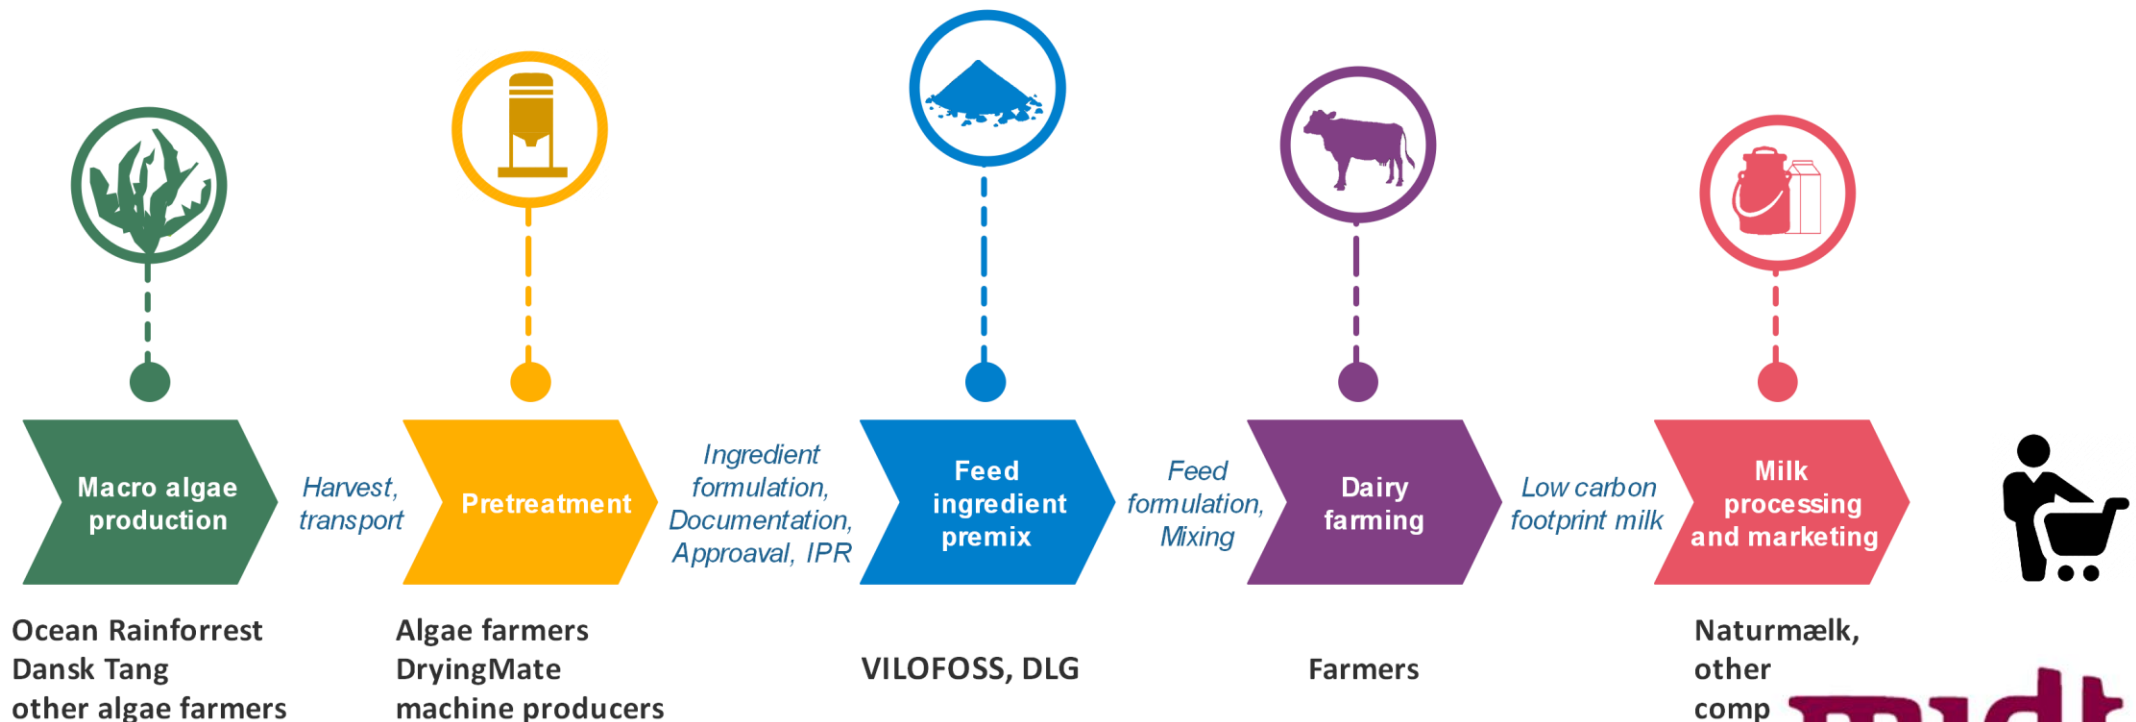 Macro algae
production
Harvest,
transport
Pretreatment
Ingredient
formulation,
Documentation,
Approaval, IPR
Feed
ingredient
premix
Feed
formulation,
Mixing
Dairy
farming
Low carbon
footprint milk
Milk
processing
and marketing
Ocean Rainforrest
Dansk Tang
other algae farmers
Algae farmers
DryingMate
machine producers
VILOFOSS, DLG
Farmers
Naturmælk,
other
comp
midt